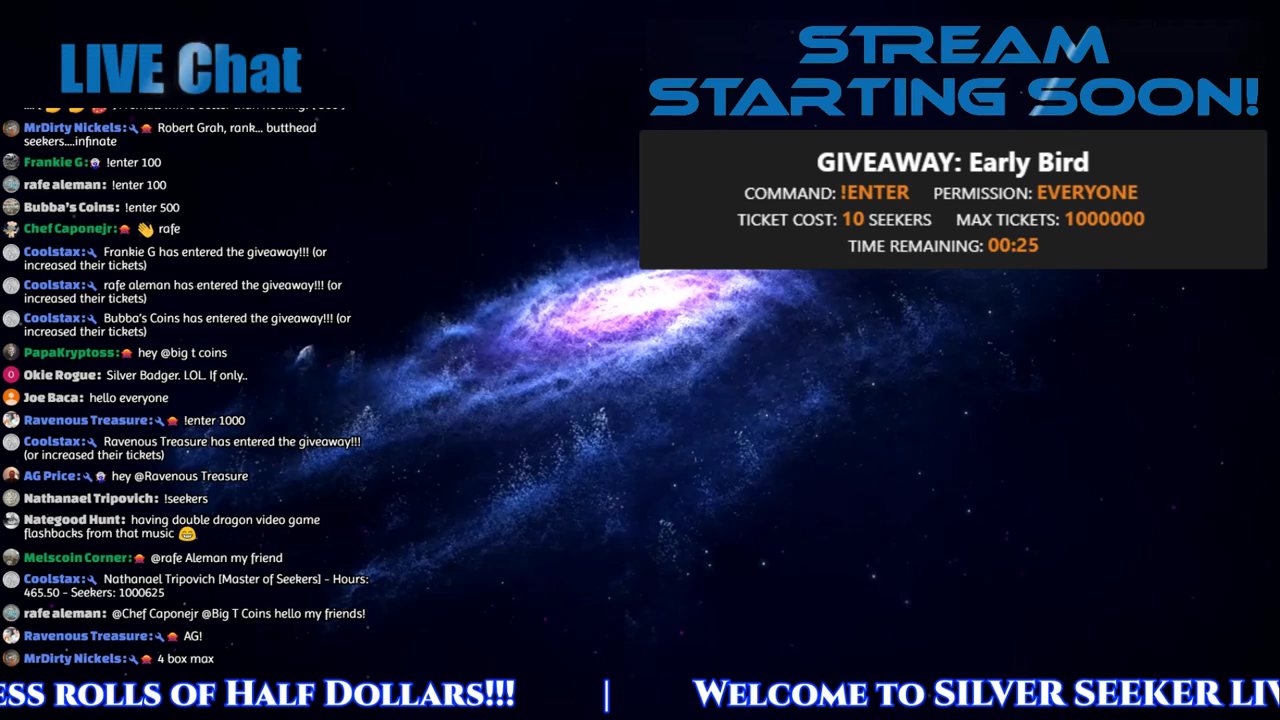 LIVE Chat
MrDirty Nickels: Robert Grah, rank... butthead
seekers....infinate
Frankie G: !enter 100
rafe aleman: !enter 100
Bubba's Coins: !enter 500
Chef Caponejr: 👋 rafe
Coolstax: Frankie G has entered the giveaway!!! (or
increased their tickets)
Coolstax: rafe aleman has entered the giveaway!!! (or
increased their tickets)
Coolstax: Bubba's Coins has entered the giveaway!!! (or
increased their tickets)
PapaKryptoss: hey @big t coins
Okie Rogue: Silver Badger. LOL. If only..
Joe Baca: hello everyone
Ravenous Treasure: !enter 1000
Coolstax: Ravenous Treasure has entered the giveaway!!!
(or increased their tickets)
AG Price: hey @Ravenous Treasure
Nathanael Tripovich: !seekers
Nategood Hunt: having double dragon video game
flashbacks from that music 😂
Melscoin Corner: @rafe Aleman my friend
Coolstax: Nathanael Tripovich [Master of Seekers] - Hours:
465.50 - Seekers: 1000625
rafe aleman: @Chef Caponejr @Big T Coins hello my friends!
Ravenous Treasure: AG!
MrDirty Nickels: 4 box max
STREAM
STARTING SOON!
GIVEAWAY: Early Bird
COMMAND: !ENTER PERMISSION: EVERYONE
TICKET COST: 10 SEEKERS MAX TICKETS: 1000000
TIME REMAINING: 00:25
ESS ROLLS OF HALF DOLLARS!!! | WELCOME TO SILVER SEEKER LIV